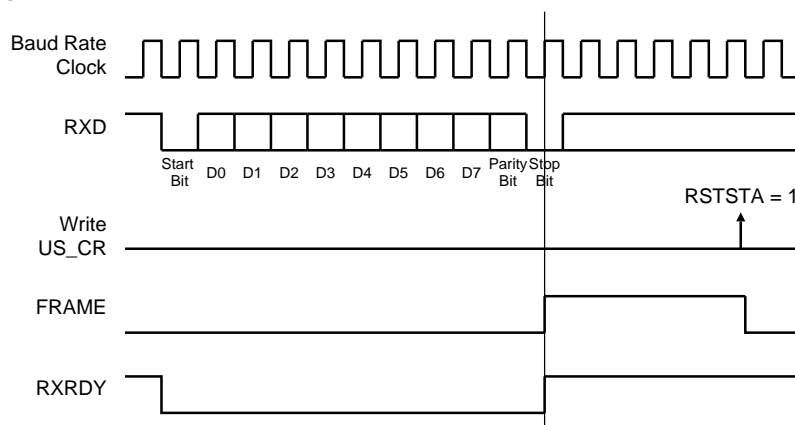 Baud Rate
Clock
RXD
Start
Bit
D0 D1 D2 D3 D4 D5 D6 D7
Parity
Bit
Stop
Bit
RSTSTA = 1
Write
US_CR
FRAME
RXRDY